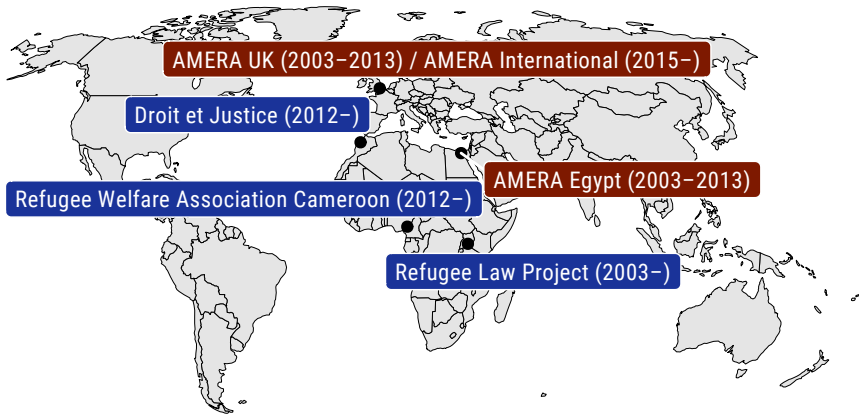 AMERA UK (2003–2013) / AMERA International (2015–)
Droit et Justice (2012–)
AMERA Egypt (2003–2013)
Refugee Welfare Association Cameroon (2012–)
Refugee Law Project (2003–)